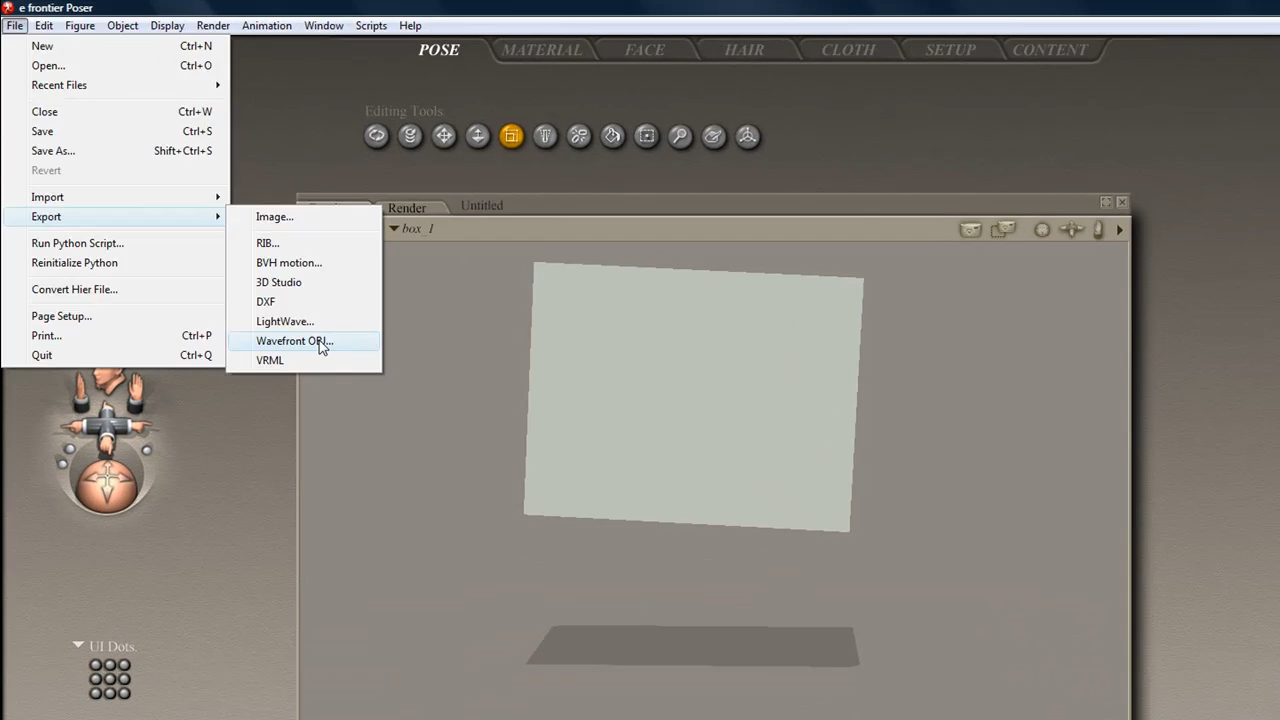 e frontier Poser
File Edit Figure Object Display Render Animation Window Scripts Help
POSE MATERIAL FACE HAIR CLOTH SETUP CONTENT
New Ctrl+N
Open... Ctrl+O
Recent Files
Close Ctrl+W
Save Ctrl+S
Save As... Shift+Ctrl+S
Revert
Import
Export
Run Python Script...
Reinitialize Python
Convert Hier File...
Page Setup...
Print... Ctrl+P
Quit Ctrl+Q
Image...
RIB...
BVH motion...
3D Studio
DXF
LightWave...
Wavefront OBJ...
VRML
Editing Tools
Render Untitled
box_1
UI Dots.